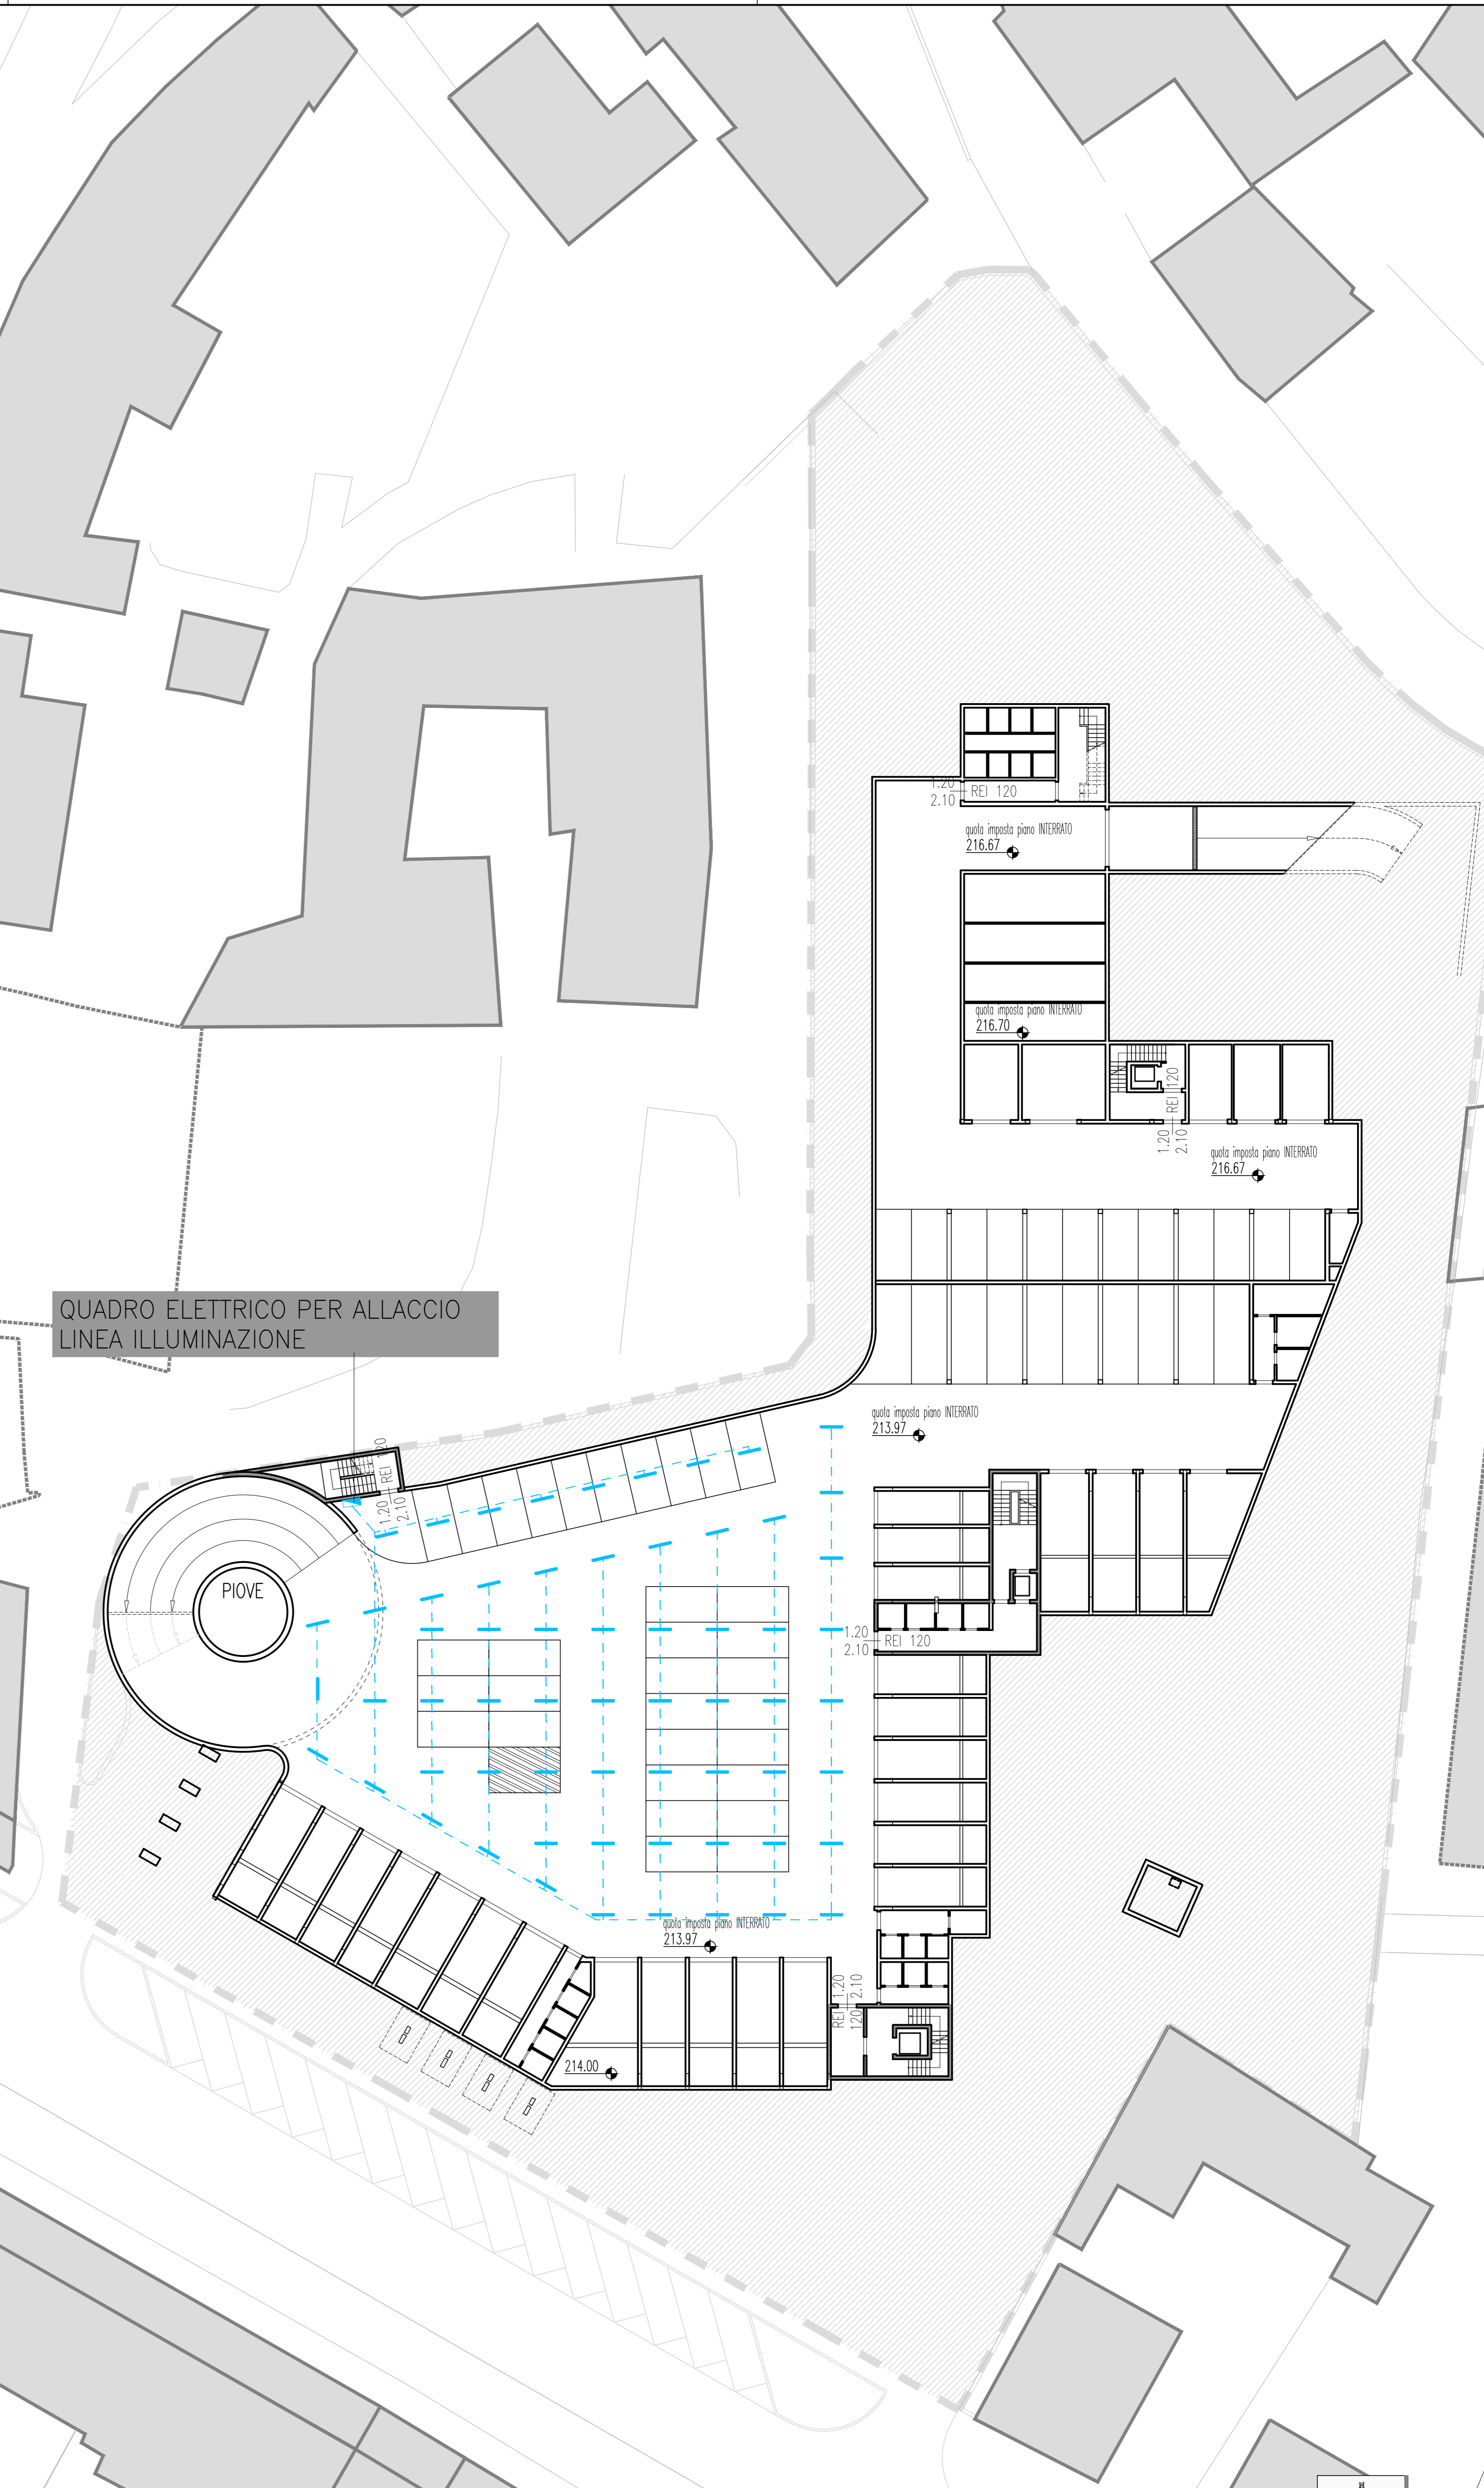 1.20
2.10
REI 120
quota imposta piano INTERRATO
216.67
quota imposta piano INTERRATO
216.70
1.20
2.10
REI 120
quota imposta piano INTERRATO
216.67
QUADRO ELETTRICO PER ALLACCIO
LINEA ILLUMINAZIONE
quota imposta piano INTERRATO
213.97
1.20
2.10
REI 120
PIOVE
1.20
2.10
REI 120
quota imposta piano INTERRATO
213.97
1.20
2.10
REI 120
214.00